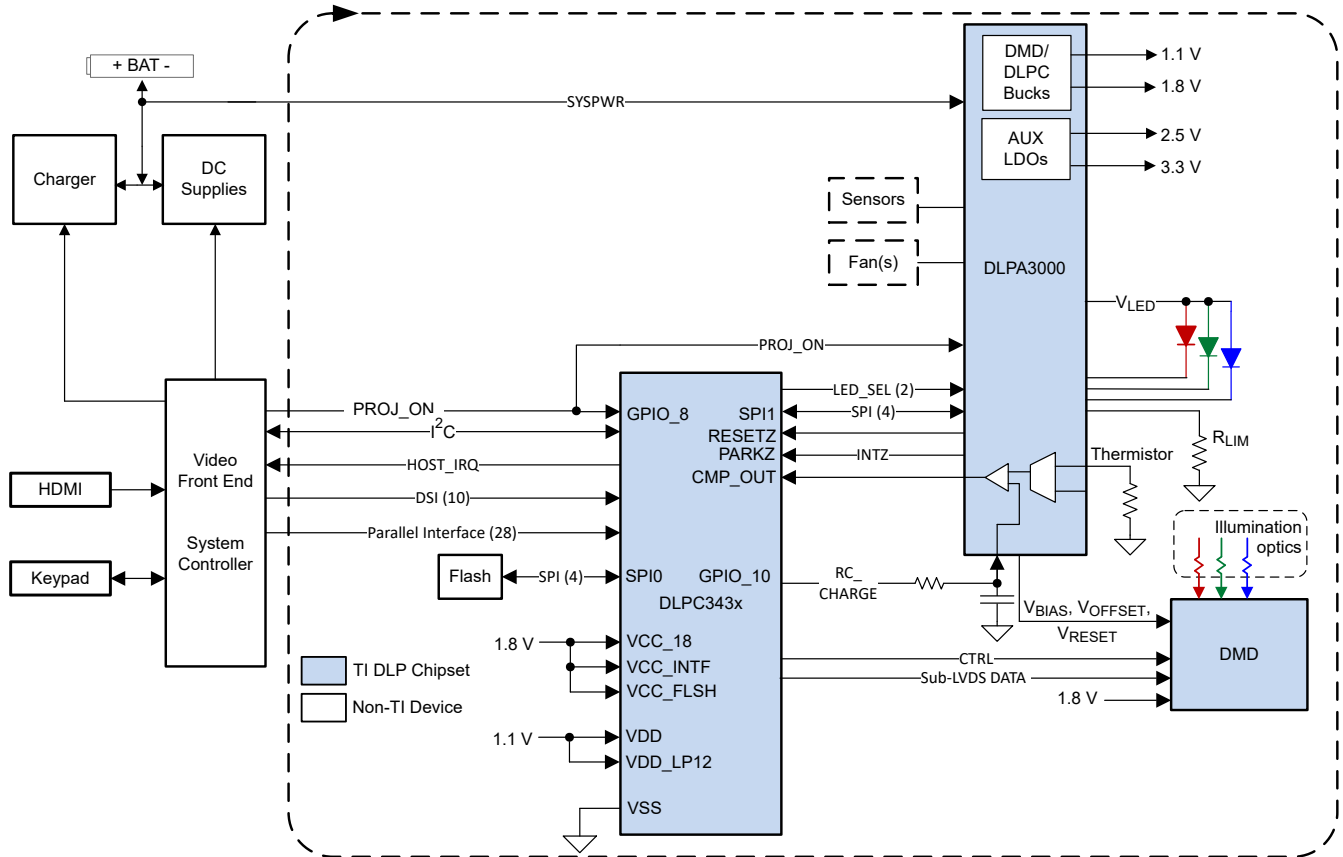 + BAT -
SYSPWR
Charger
DC
Supplies
DMD/
DLPC
Bucks
1.1 V
1.8 V
AUX
LDOs
2.5 V
3.3 V
Sensors
Fan(s)
DLPA3000
VLED
PROJ_ON
LED_SEL (2)
PROJ_ON
GPIO_8
SPI1
SPI (4)
I2C
RESETZ
RLIM
Video
Front End
HOST_IRQ
PARKZ
INTZ
Thermistor
CMP_OUT
HDMI
DSI (10)
System
Controller
Parallel Interface (28)
Illumination
optics
Keypad
Flash
SPI (4)
SPI0
GPIO_10
RC_
CHARGE
DLPC343x
VBIAS, VOFFSET,
VRESET
1.8 V
VCC_18
VCC_INTF
VCC_FLSH
CTRL
Sub-LVDS DATA
DMD
1.8 V
TI DLP Chipset
Non-TI Device
1.1 V
VDD
VDD_LP12
VSS